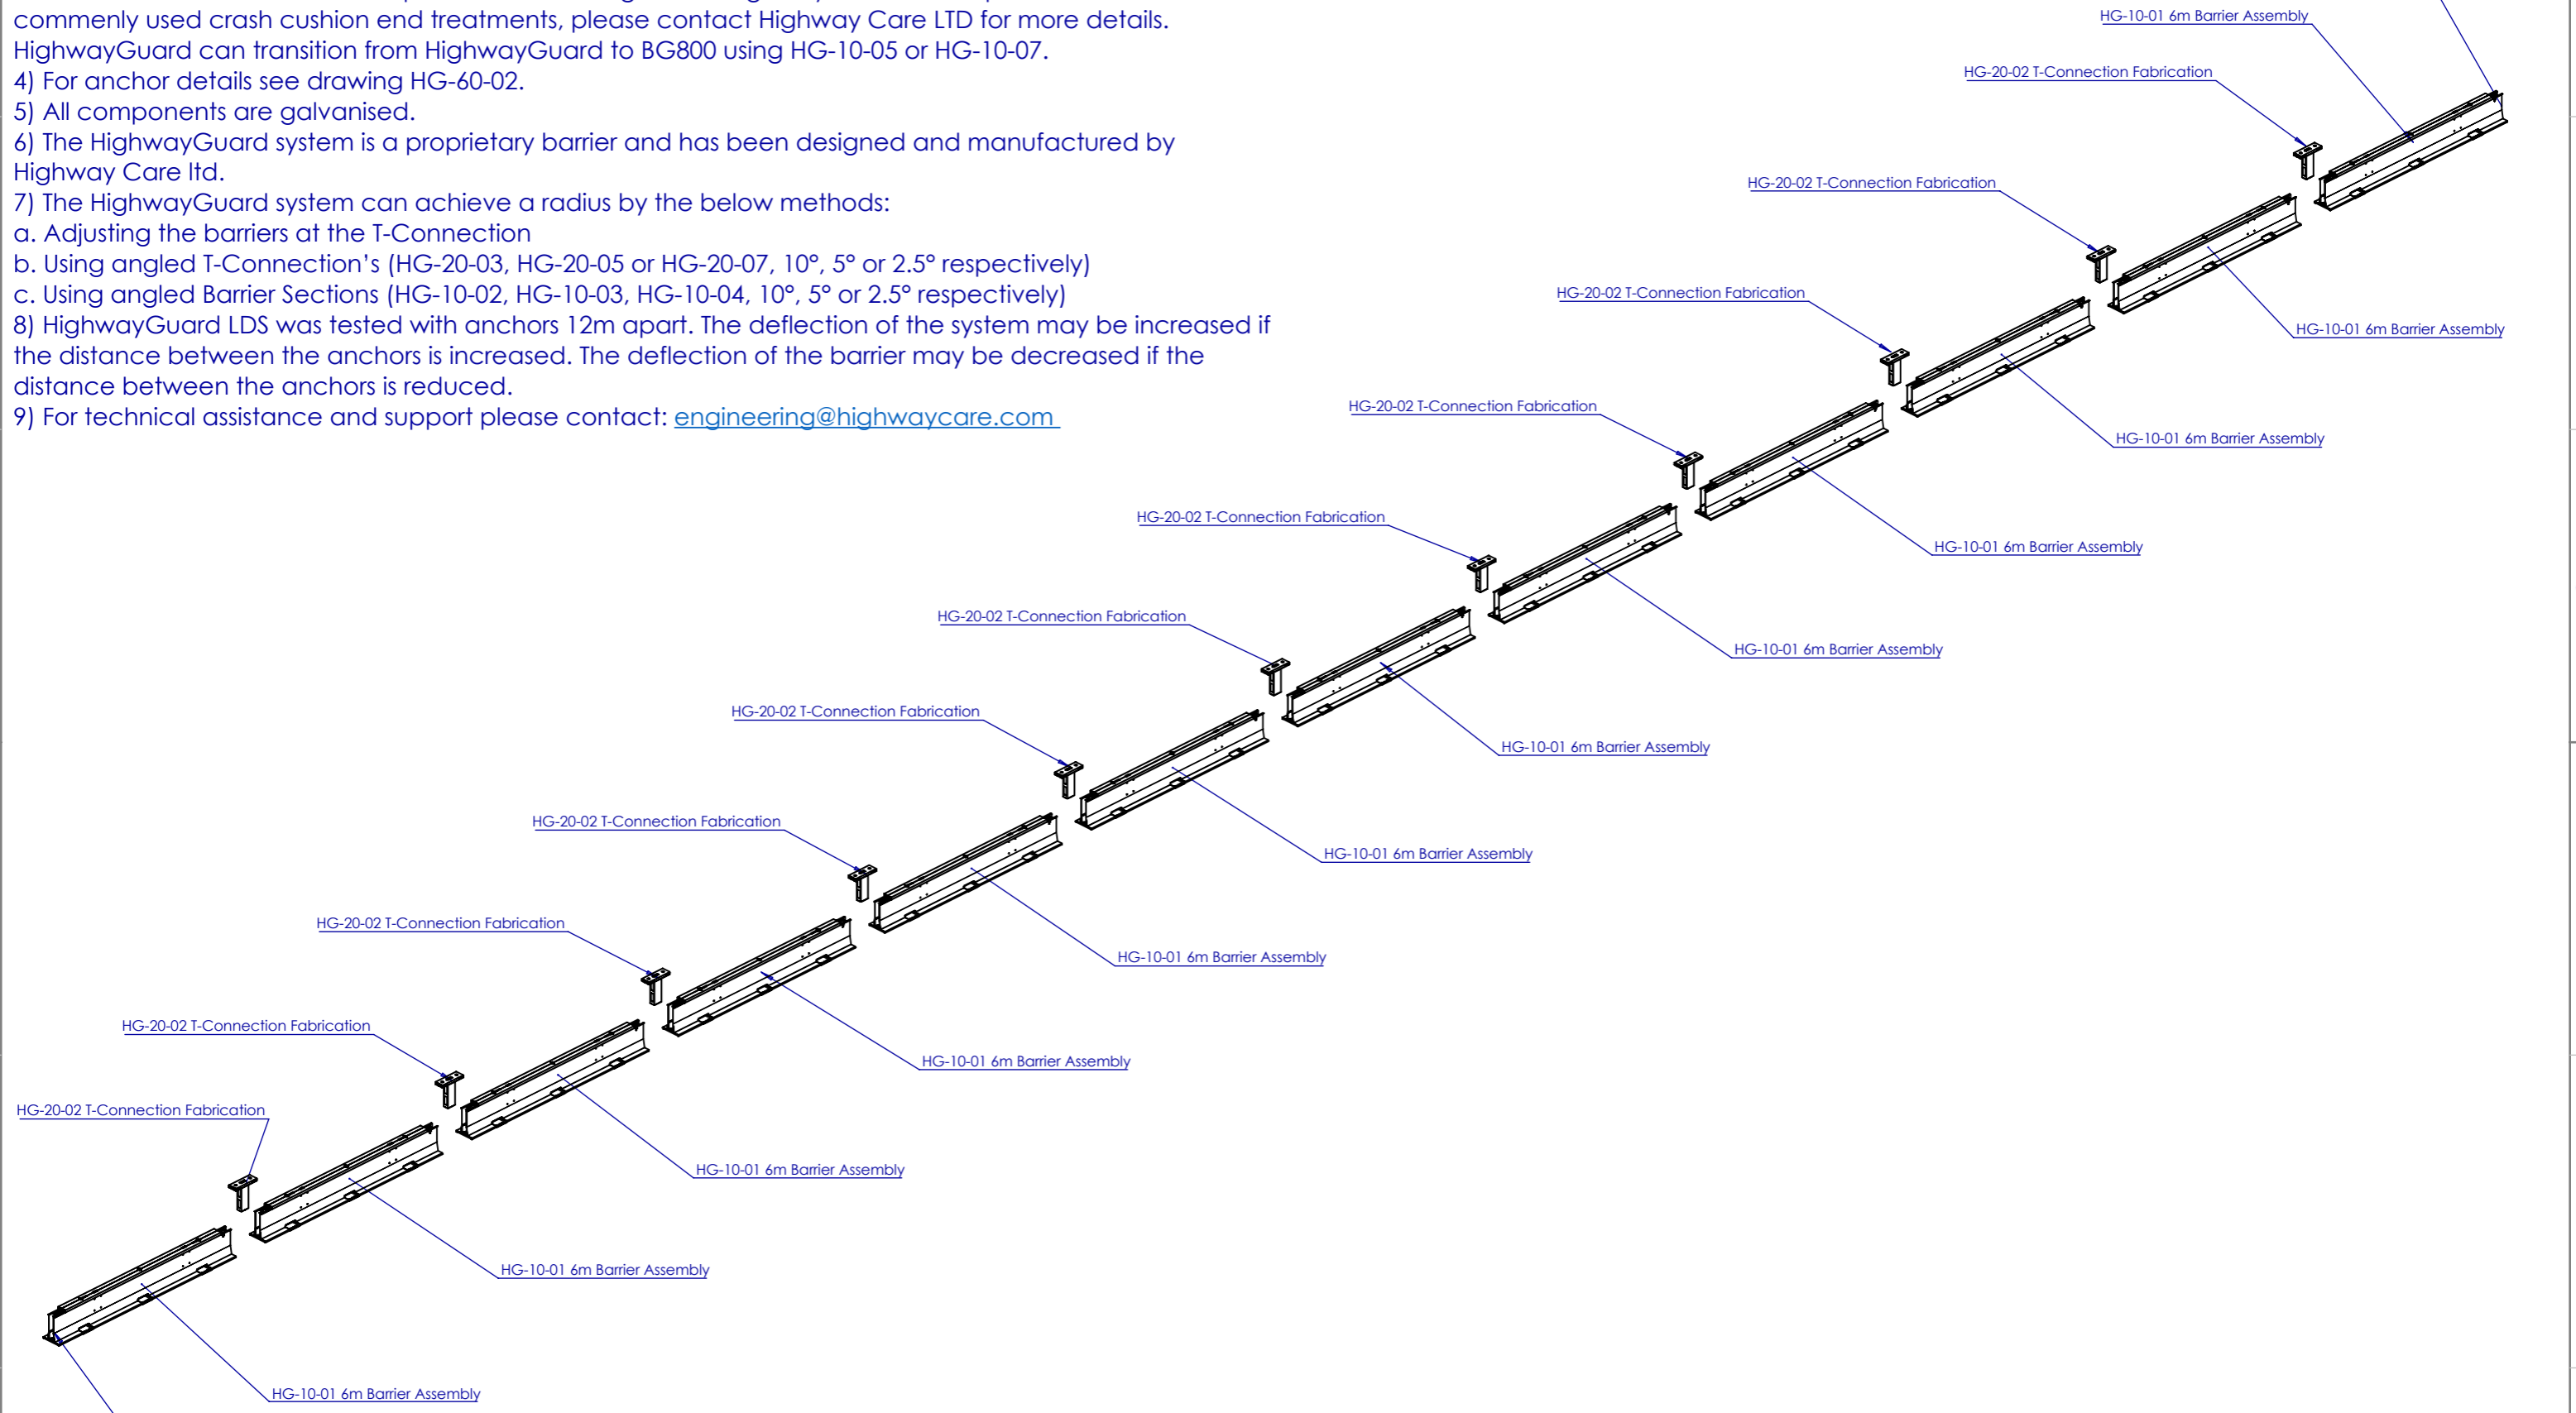 commenly used crash cushion end treatments, please contact Highway Care LTD for more details.
HighwayGuard can transition from HighwayGuard to BG800 using HG-10-05 or HG-10-07.
4) For anchor details see drawing HG-60-02.
5) All components are galvanised.
6) The HighwayGuard system is a proprietary barrier and has been designed and manufactured by
Highway Care ltd.
7) The HighwayGuard system can achieve a radius by the below methods:
a. Adjusting the barriers at the T-Connection
b. Using angled T-Connection's (HG-20-03, HG-20-05 or HG-20-07, 10°, 5° or 2.5° respectively)
c. Using angled Barrier Sections (HG-10-02, HG-10-03, HG-10-04, 10°, 5° or 2.5° respectively)
8) HighwayGuard LDS was tested with anchors 12m apart. The deflection of the system may be increased if
the distance between the anchors is increased. The deflection of the barrier may be decreased if the
distance between the anchors is reduced.
9) For technical assistance and support please contact: engineering@highwaycare.com
HG-10-01 6m Barrier Assembly
HG-20-02 T-Connection Fabrication
HG-20-02 T-Connection Fabrication
HG-20-02 T-Connection Fabrication
HG-10-01 6m Barrier Assembly
HG-20-02 T-Connection Fabrication
HG-10-01 6m Barrier Assembly
HG-20-02 T-Connection Fabrication
HG-10-01 6m Barrier Assembly
HG-20-02 T-Connection Fabrication
HG-10-01 6m Barrier Assembly
HG-20-02 T-Connection Fabrication
HG-10-01 6m Barrier Assembly
HG-20-02 T-Connection Fabrication
HG-10-01 6m Barrier Assembly
HG-20-02 T-Connection Fabrication
HG-10-01 6m Barrier Assembly
HG-20-02 T-Connection Fabrication
HG-10-01 6m Barrier Assembly
HG-20-02 T-Connection Fabrication
HG-10-01 6m Barrier Assembly
HG-10-01 6m Barrier Assembly
HG-10-01 6m Barrier Assembly